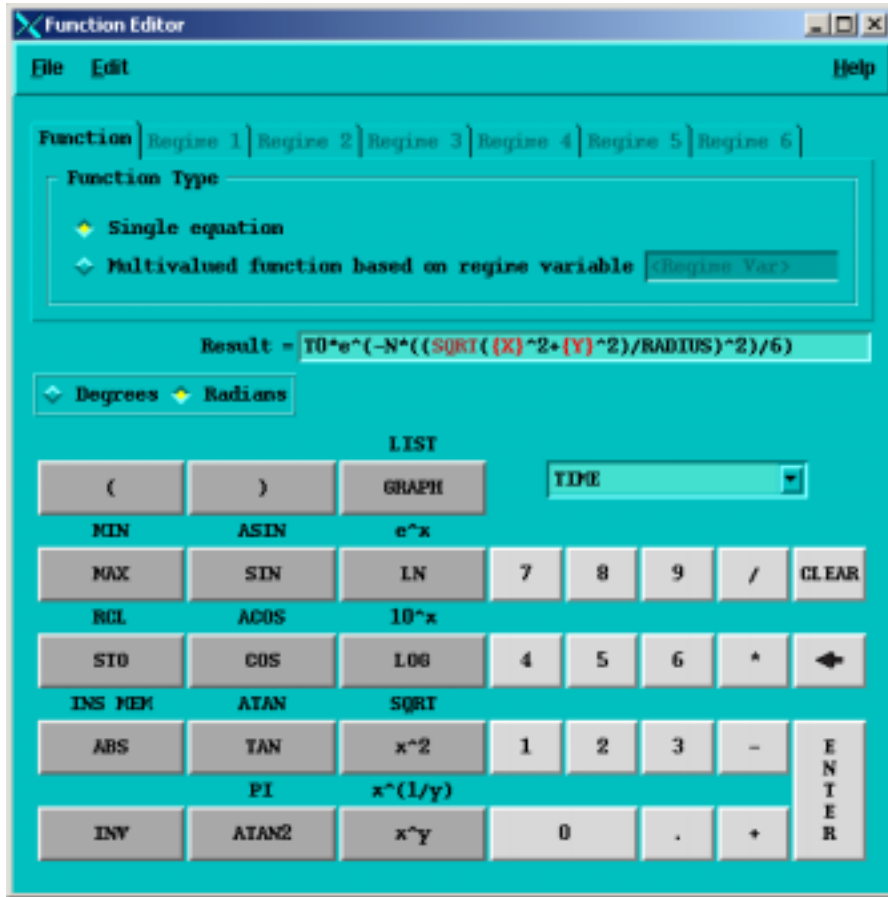 Function Editor
File Edit Help
Function Regime 1 Regime 2 Regime 3 Regime 4 Regime 5 Regime 6
Function Type
Single equation
Multivalued function based on regime variable <Regime Var>
Result = T0*e^(-N*((SQRT({X}^2+{Y}^2)/RADIUS)^2)/6)
Degrees Radians
LIST
( ) GRAPH TIME
MIN ASIN e^x
MAX SIN LN 7 8 9 / CLEAR
RCL ACOS 10^x
STO COS LOG 4 5 6 *
INS MEM ATAN SQRT
ABS TAN x^2 1 2 3 - ENTER
PI x^(1/y)
INV ATAN2 x^y 0 . +